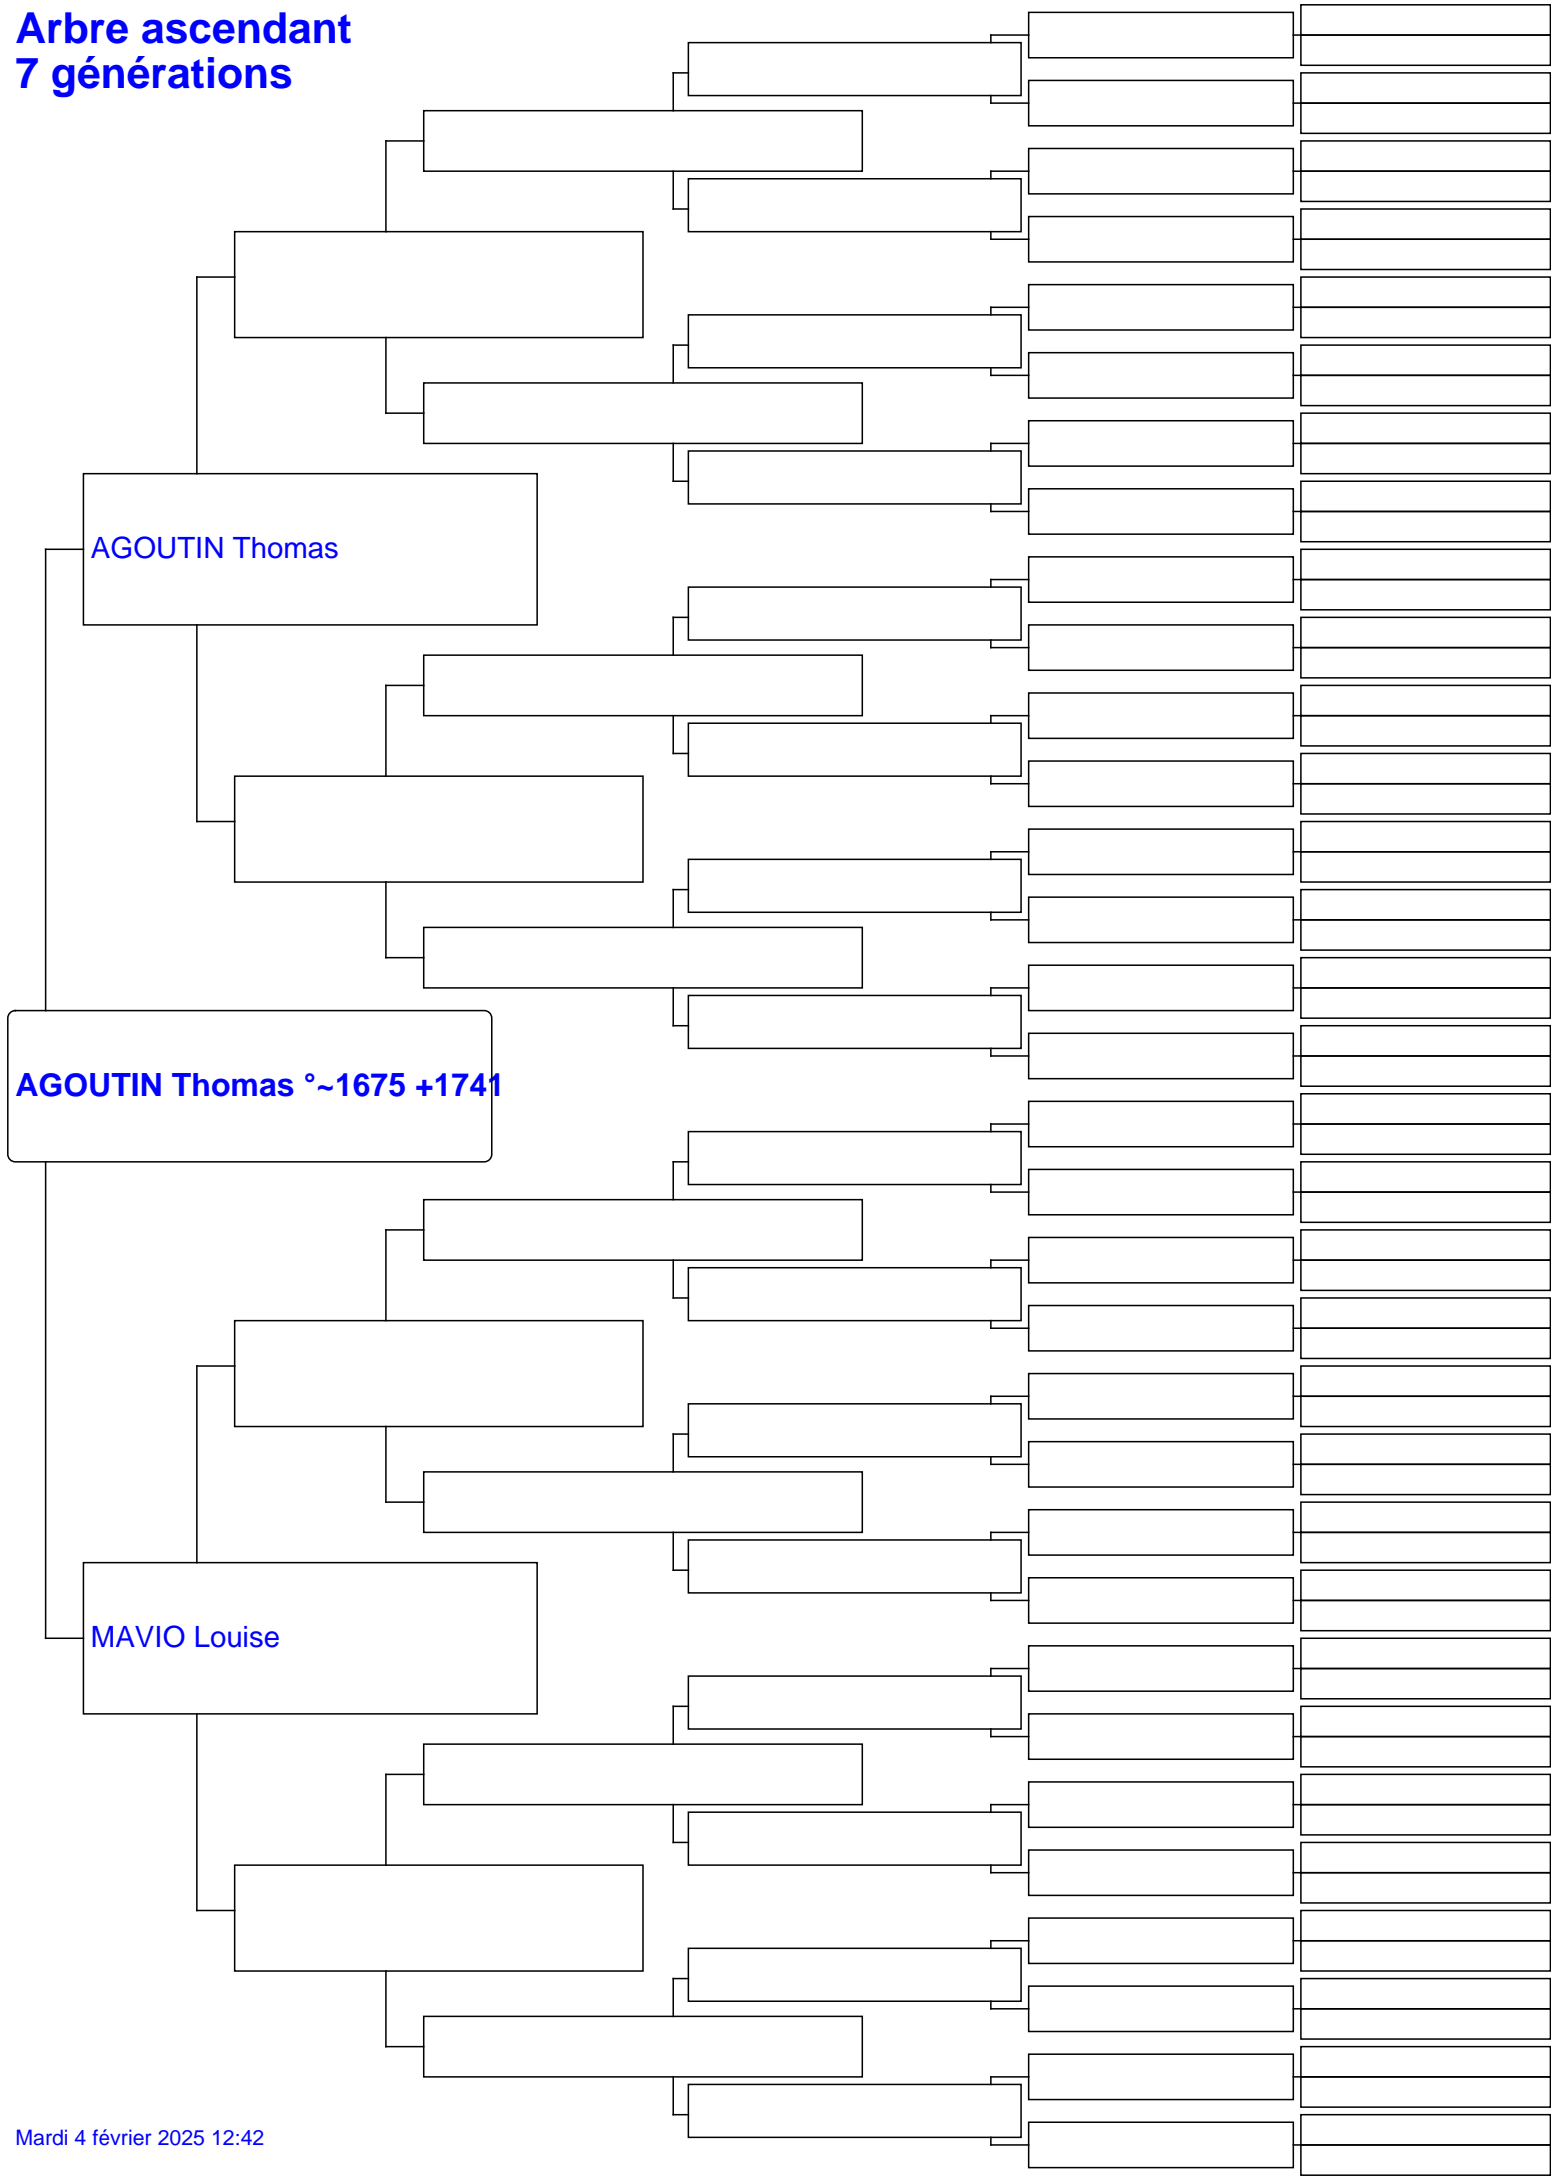 Arbre ascendant
7 générations
AGOUTIN Thomas
AGOUTIN Thomas °~1675 +1741
MAVIO Louise
Mardi 4 février 2025 12:42